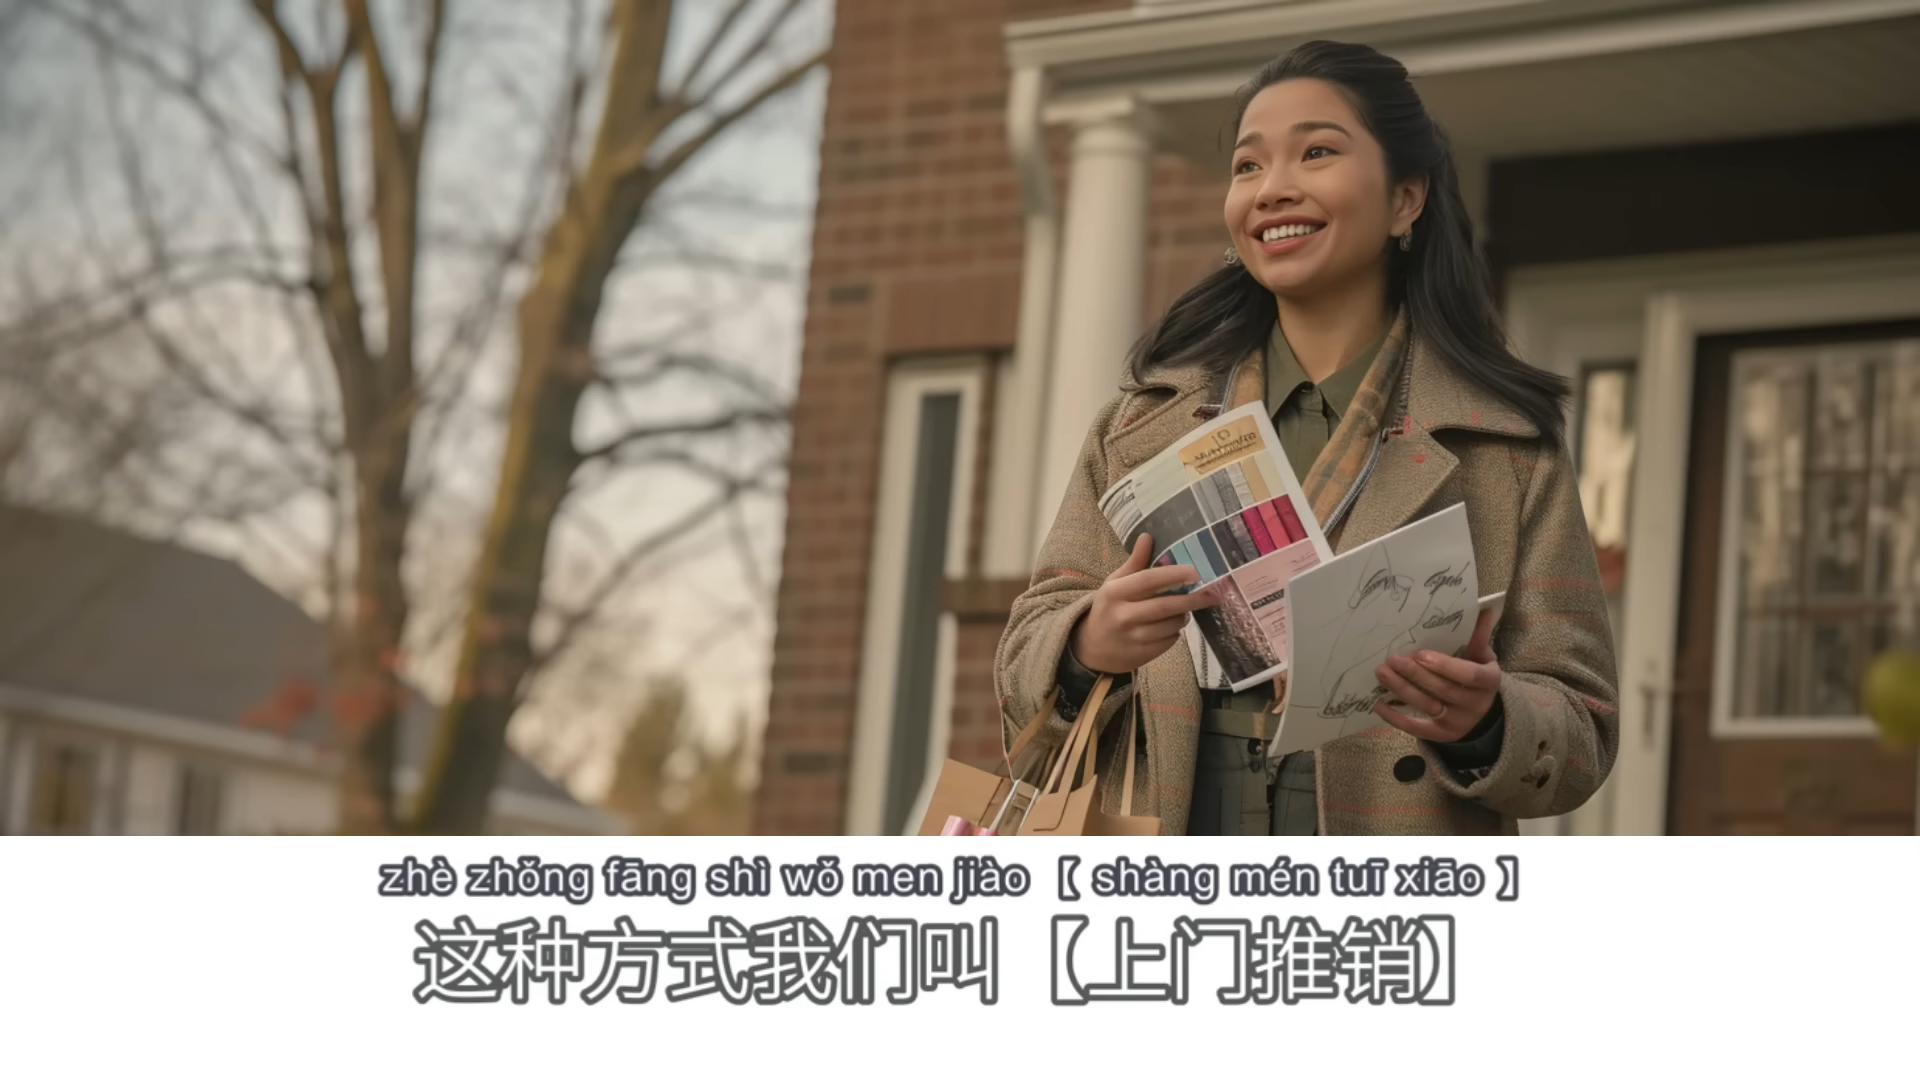 zhè zhǒng fāng shì wǒ men jiào 【 shàng mén tuī xiāo 】
这种方式我们叫【上门推销】